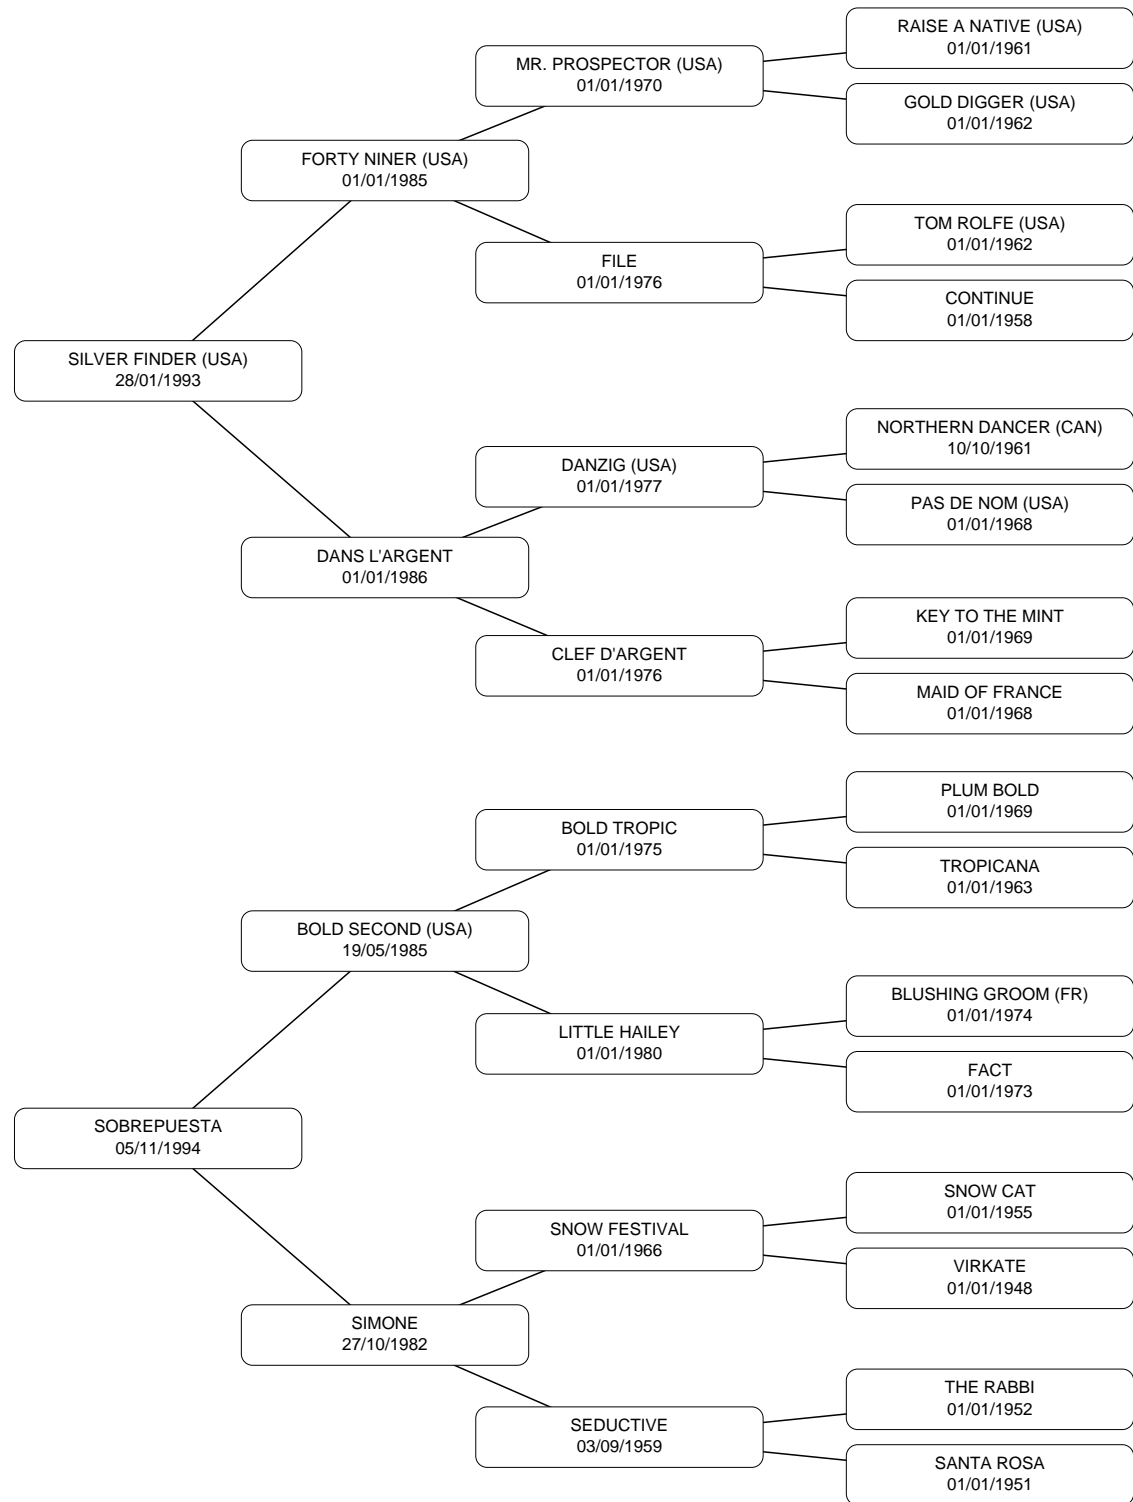 RAISE A NATIVE (USA)
01/01/1961
MR. PROSPECTOR (USA)
01/01/1970
GOLD DIGGER (USA)
01/01/1962
FORTY NINER (USA)
01/01/1985
TOM ROLFE (USA)
01/01/1962
FILE
01/01/1976
CONTINUE
01/01/1958
SILVER FINDER (USA)
28/01/1993
NORTHERN DANCER (CAN)
10/10/1961
DANZIG (USA)
01/01/1977
PAS DE NOM (USA)
01/01/1968
DANS L'ARGENT
01/01/1986
KEY TO THE MINT
01/01/1969
CLEF D'ARGENT
01/01/1976
MAID OF FRANCE
01/01/1968
PLUM BOLD
01/01/1969
BOLD TROPIC
01/01/1975
TROPICANA
01/01/1963
BOLD SECOND (USA)
19/05/1985
BLUSHING GROOM (FR)
01/01/1974
LITTLE HAILEY
01/01/1980
FACT
01/01/1973
SOBREPUESTA
05/11/1994
SNOW CAT
01/01/1955
SNOW FESTIVAL
01/01/1966
VIRKATE
01/01/1948
SIMONE
27/10/1982
THE RABBI
01/01/1952
SEDUCTIVE
03/09/1959
SANTA ROSA
01/01/1951